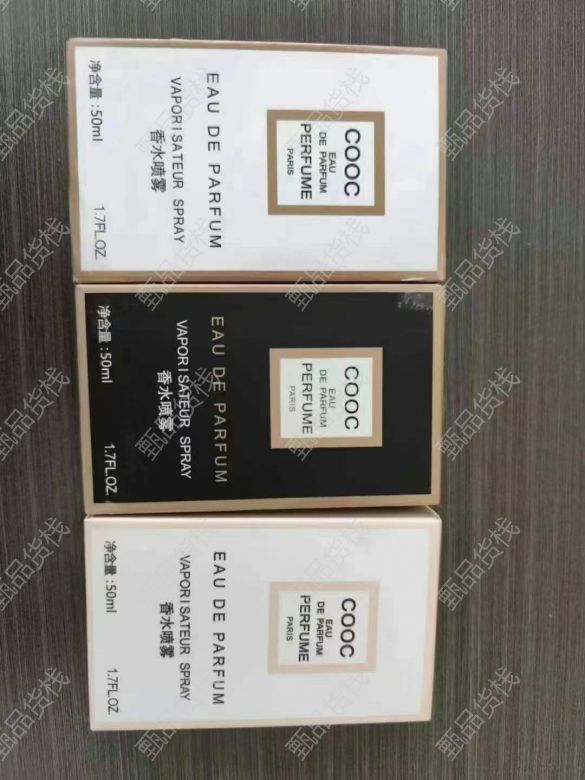 COOC
EAU
DE PARFUM
PERFUME
PARIS
EAU DE PARFUM
VAPORISATEUR SPRAY
香水喷雾
净含量:50ml
1.7FL.OZ.
COOC
EAU
DE PARFUM
PERFUME
PARIS
EAU DE PARFUM
VAPORISATEUR SPRAY
香水喷雾
净含量:50ml
1.7FL.OZ.
COOC
EAU
DE PARFUM
PERFUME
PARIS
EAU DE PARFUM
VAPORISATEUR SPRAY
香水喷雾
净含量:50ml
1.7FL.OZ.
甄品货栈